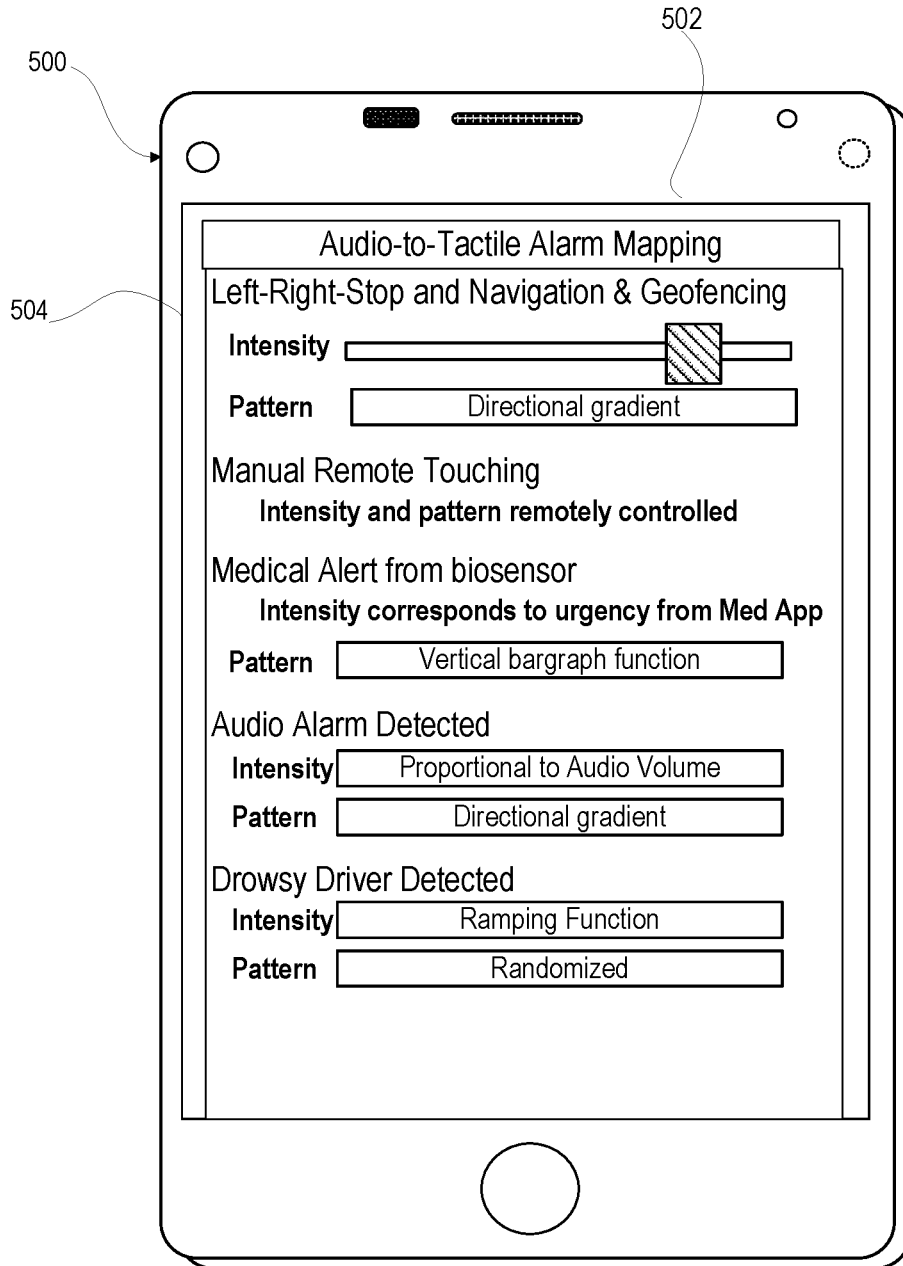 502
500
Audio-to-Tactile Alarm Mapping
504
Left-Right-Stop and Navigation & Geofencing
Intensity
Pattern Directional gradient
Manual Remote Touching
Intensity and pattern remotely controlled
Medical Alert from biosensor
Intensity corresponds to urgency from Med App
Pattern Vertical bargraph function
Audio Alarm Detected
Intensity Proportional to Audio Volume
Pattern Directional gradient
Drowsy Driver Detected
Intensity Ramping Function
Pattern Randomized